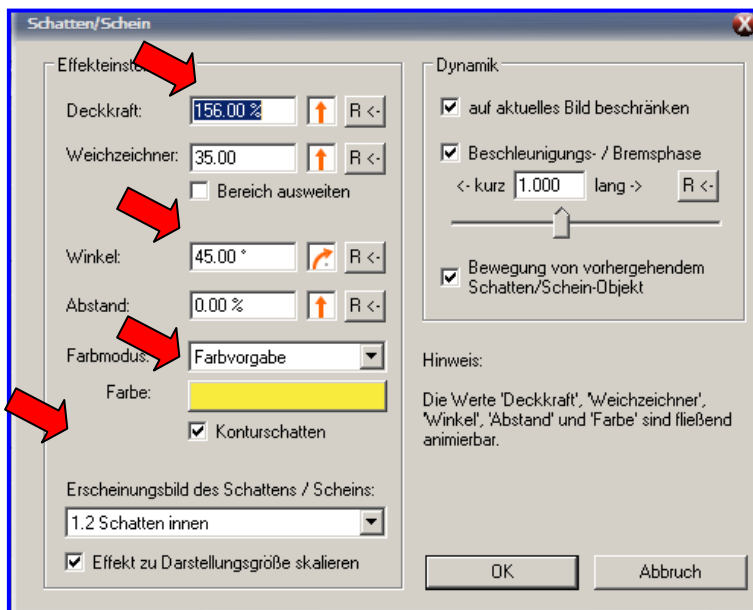 Schatten/Schein
Effekteinste
Deckkraft: 156.00 % R <-
Weichzeichner: 35.00 R <-
Bereich ausweiten
Winkel: 45.00 ° R <-
Abstand: 0.00 % R <-
Farbmodus: Farbvorgabe
Farbe:
Konturschatten
Erscheinungsbild des Schattens / Scheins:
1.2 Schatten innen
Effekt zu Darstellungsgröße skalieren
Dynamik
auf aktuelles Bild beschränken
Beschleunigungs- / Bremsphase
<- kurz 1.000 lang -> R <-
Bewegung von vorhergehendem
Schatten/Schein-Objekt
Hinweis:
Die Werte 'Deckkraft', 'Weichzeichner',
'Winkel', 'Abstand' und 'Farbe' sind fließend
animierbar.
OK Abbruch